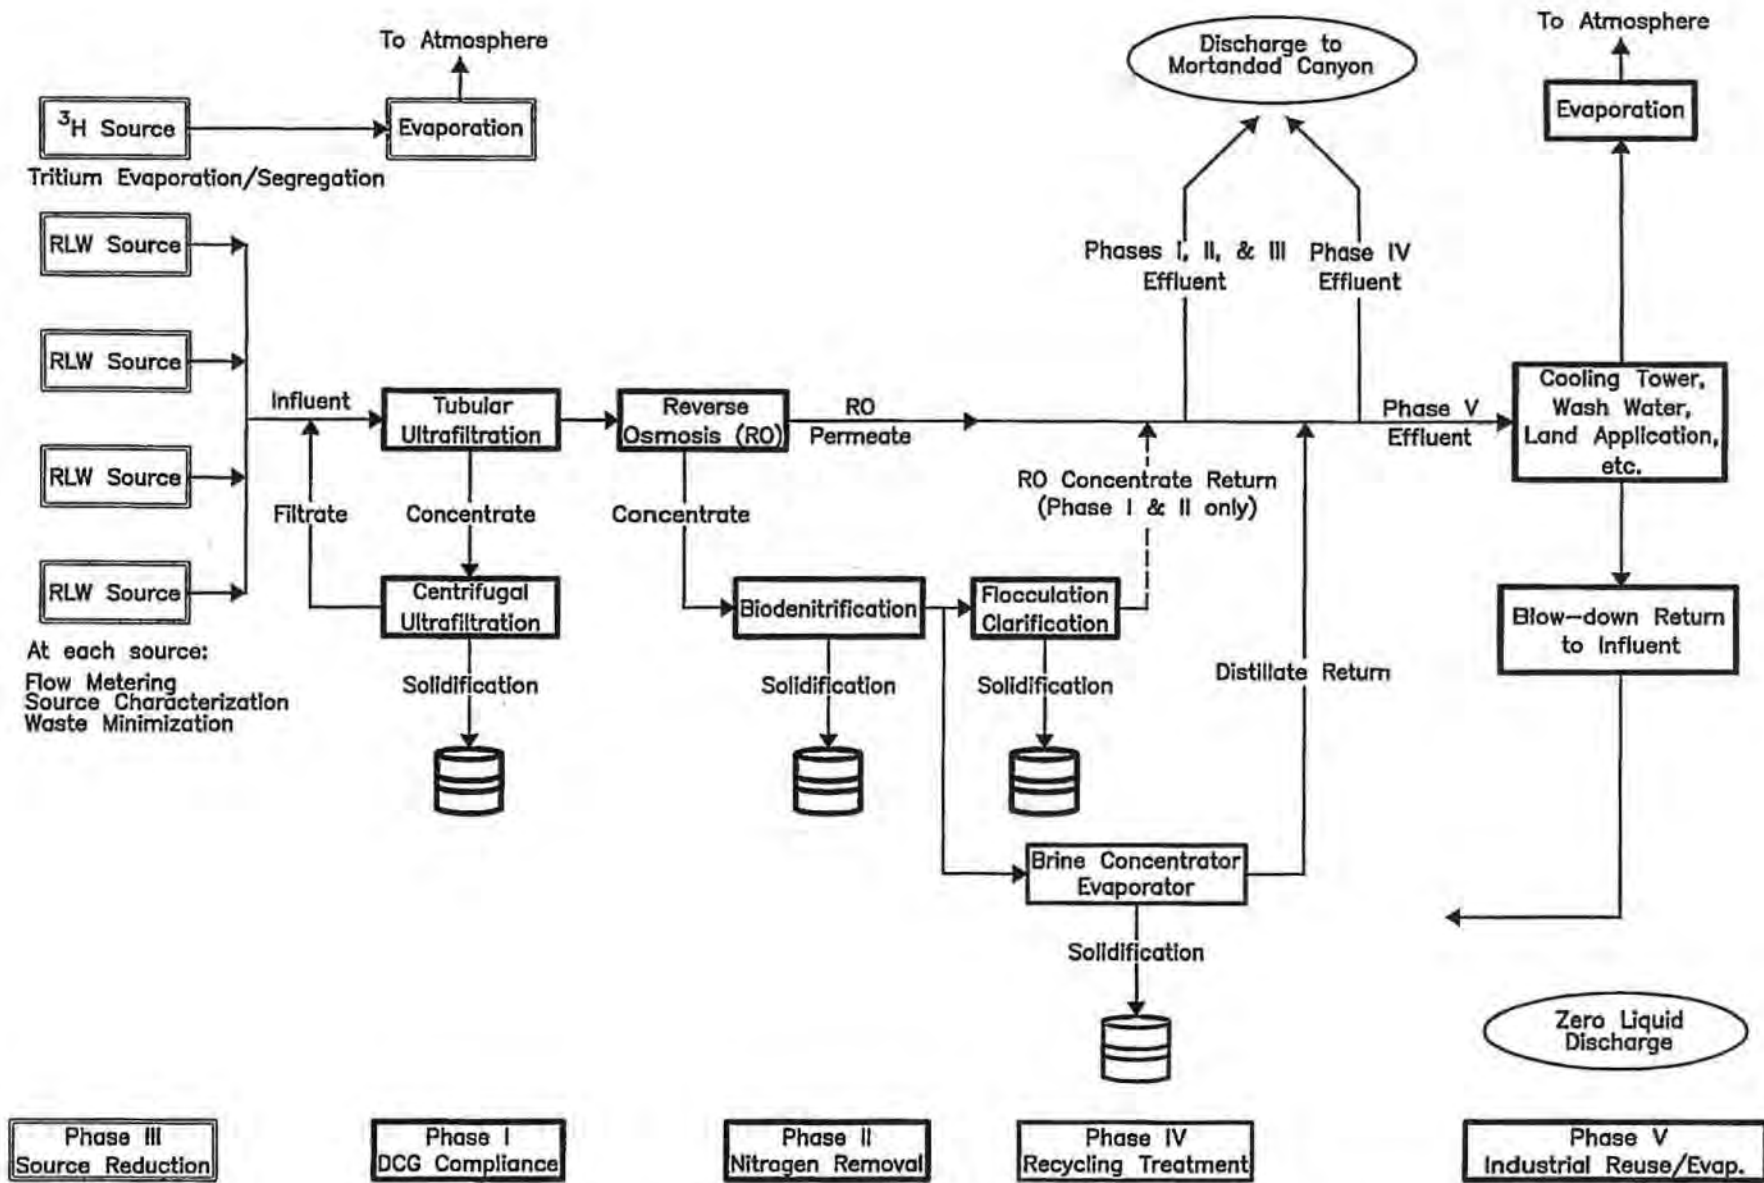 To Atmosphere
³H Source
Evaporation
Tritium Evaporation/Segregation
Discharge to
Mortandad Canyon
To Atmosphere
Evaporation
RLW Source
RLW Source
RLW Source
RLW Source
At each source:
Flow Metering
Source Characterization
Waste Minimization
Influent
Filtrate
Tubular
Ultrafiltration
Concentrate
Centrifugal
Ultrafiltration
Solidification
Reverse
Osmosis (RO)
RO
Permeate
Concentrate
Biodenitrification
Solidification
Flocculation
Clarification
Solidification
RO Concentrate Return
(Phase I & II only)
Phases I, II, & III
Effluent
Phase IV
Effluent
Distillate Return
Brine Concentrator
Evaporator
Solidification
Phase V
Effluent
Cooling Tower,
Wash Water,
Land Application,
etc.
Blow-down Return
to Influent
Zero Liquid
Discharge
Phase III
Source Reduction
Phase I
DCG Compliance
Phase II
Nitrogen Removal
Phase IV
Recycling Treatment
Phase V
Industrial Reuse/Evap.